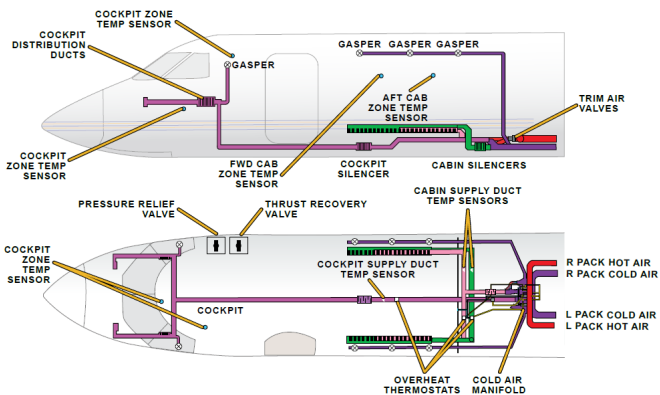 COCKPIT ZONE
TEMP SENSOR
COCKPIT
DISTRIBUTION
DUCTS
GASPER
GASPER GASPER GASPER
AFT CAB
ZONE TEMP
SENSOR
TRIM AIR
VALVES
COCKPIT
ZONE TEMP
SENSOR
FWD CAB
ZONE TEMP
SENSOR
COCKPIT
SILENCER
CABIN SILENCERS
CABIN SUPPLY DUCT
TEMP SENSORS
PRESSURE RELIEF
VALVE
THRUST RECOVERY
VALVE
COCKPIT
ZONE
TEMP
SENSOR
COCKPIT
COCKPIT SUPPLY DUCT
TEMP SENSOR
R PACK HOT AIR
R PACK COLD AIR
L PACK COLD AIR
L PACK HOT AIR
OVERHEAT
THERMOSTATS
COLD AIR
MANIFOLD